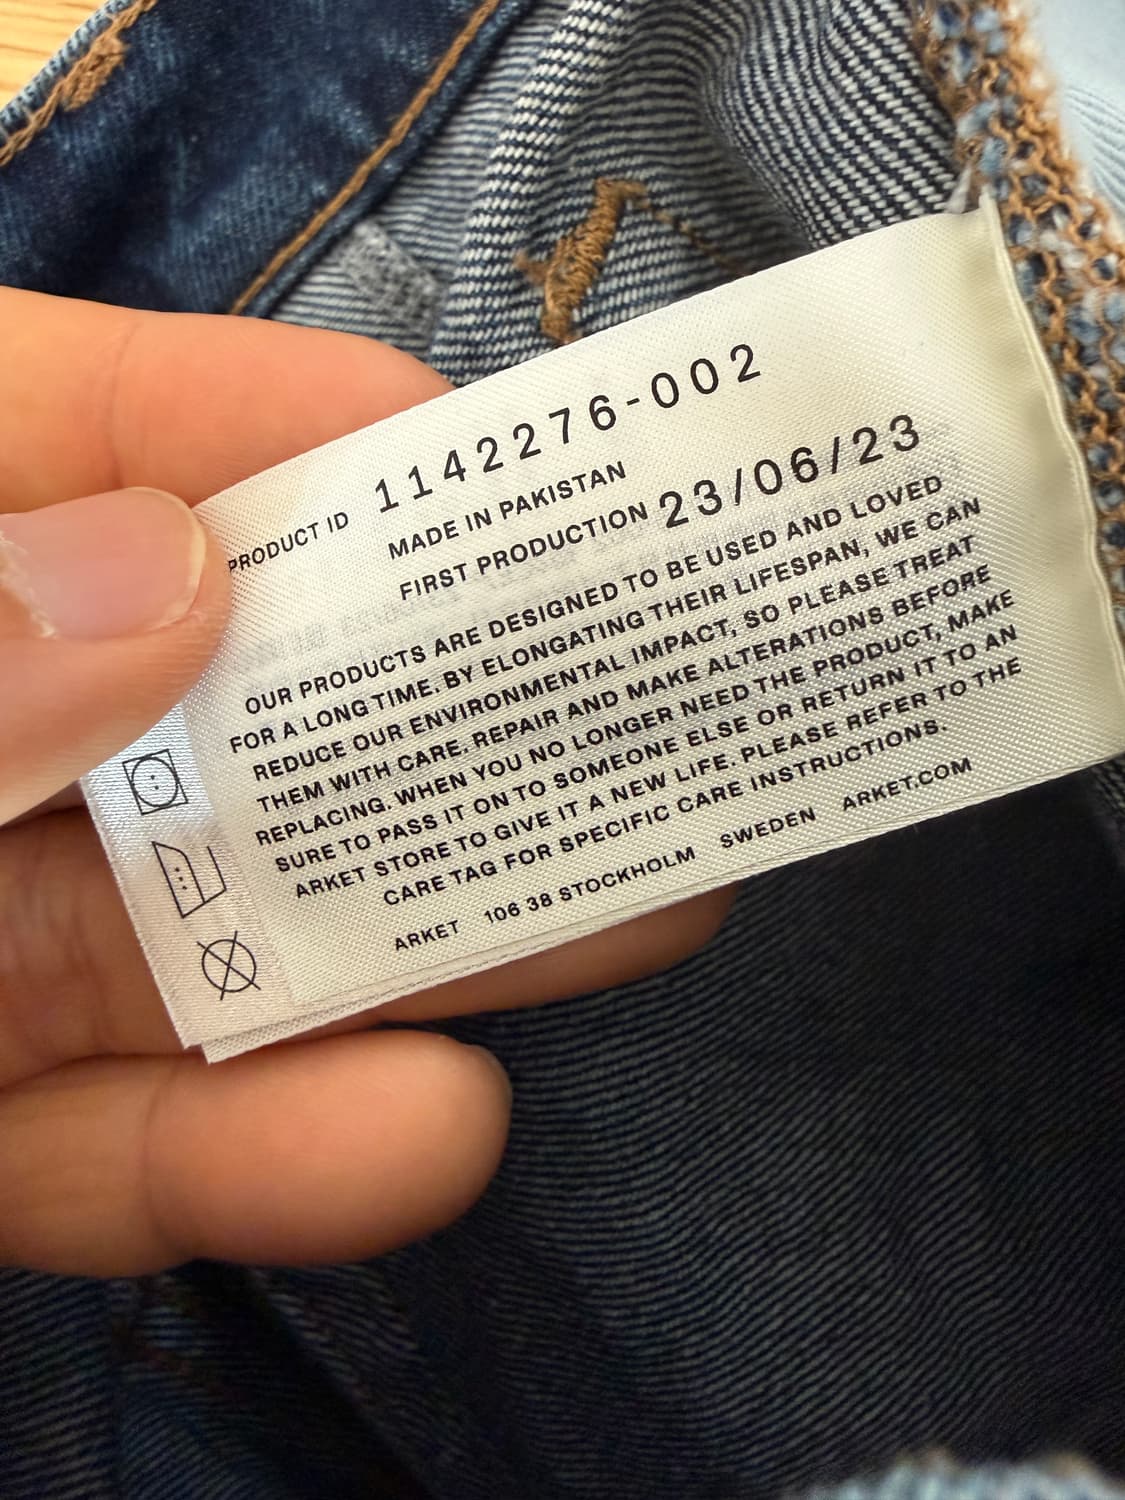 PRODUCT ID 1142276-002
MADE IN PAKISTAN
FIRST PRODUCTION 23/06/23
OUR PRODUCTS ARE DESIGNED TO BE USED AND LOVED
FOR A LONG TIME. BY ELONGATING THEIR LIFESPAN, WE CAN
REDUCE OUR ENVIRONMENTAL IMPACT, SO PLEASE TREAT
THEM WITH CARE. REPAIR AND MAKE ALTERATIONS BEFORE
REPLACING. WHEN YOU NO LONGER NEED THE PRODUCT, MAKE
SURE TO PASS IT ON TO SOMEONE ELSE OR RETURN IT TO AN
ARKET STORE TO GIVE IT A NEW LIFE. PLEASE REFER TO THE
CARE TAG FOR SPECIFIC CARE INSTRUCTIONS.
ARKET 106 38 STOCKHOLM SWEDEN ARKET.COM